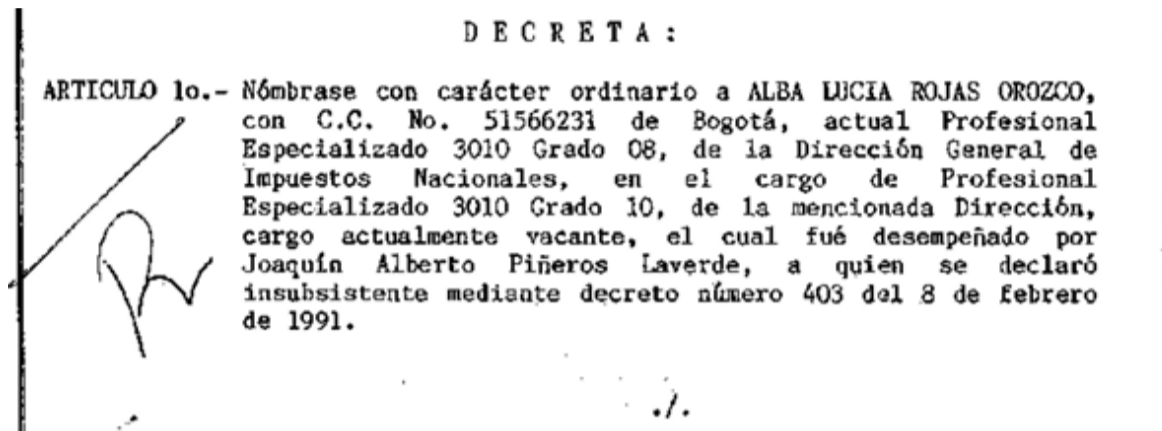 D E C R E T A :
ARTICULO 1o.- Nómbrase con carácter ordinario a ALBA LUCIA ROJAS OROZCO,
con C.C. No. 51566231 de Bogotá, actual Profesional
Especializado 3010 Grado 08, de la Dirección General de
Impuestos Nacionales, en el cargo de Profesional
Especializado 3010 Grado 10, de la mencionada Dirección,
cargo actualmente vacante, el cual fué desempeñado por
Joaquín Alberto Piñeros Laverde, a quien se declaró
insubsistente mediante decreto número 403 del 8 de febrero
de 1991.
./.